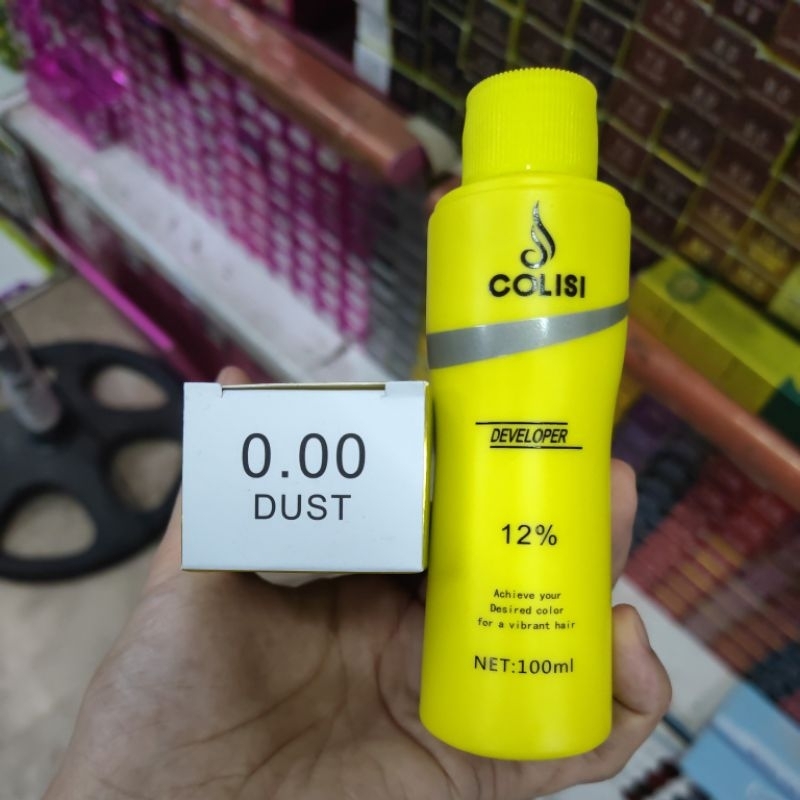 0.00
DUST
COLISI
DEVELOPER
12%
Achieve your
Desired color
for a vibrant hair
NET:100ml